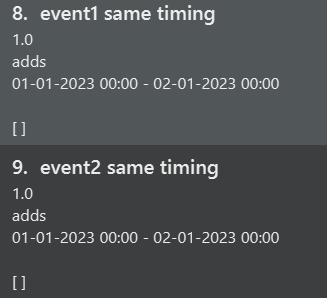 8. event1 same timing
1.0
adds
01-01-2023 00:00 - 02-01-2023 00:00
[ ]
9. event2 same timing
1.0
adds
01-01-2023 00:00 - 02-01-2023 00:00
[ ]